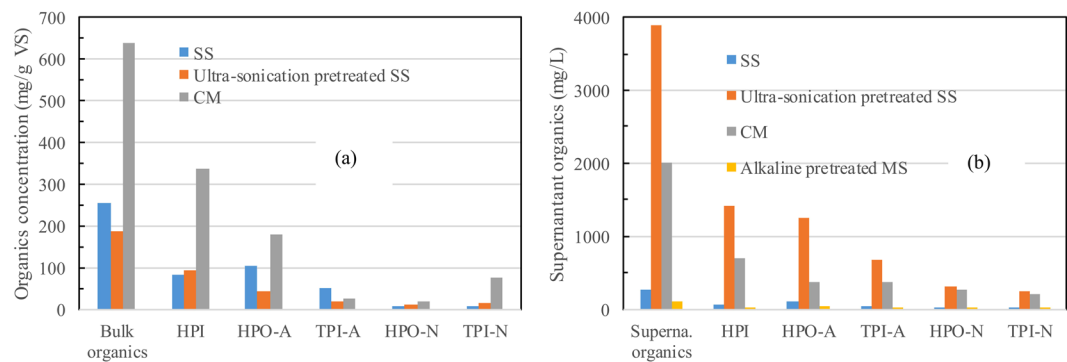 700
600
500
400
300
200
100
0
Organics concentration (mg/g VS)
SS
Ultra-sonication pretreated SS
CM
(a)
Bulk
organics
HPI
HPO-A
TPI-A
HPO-N
TPI-N
4000
3000
2000
1000
0
Supernantant organics (mg/L)
SS
Ultra-sonication pretreated SS
CM
Alkaline pretreated MS
(b)
Superna.
organics
HPI
HPO-A
TPI-A
HPO-N
TPI-N